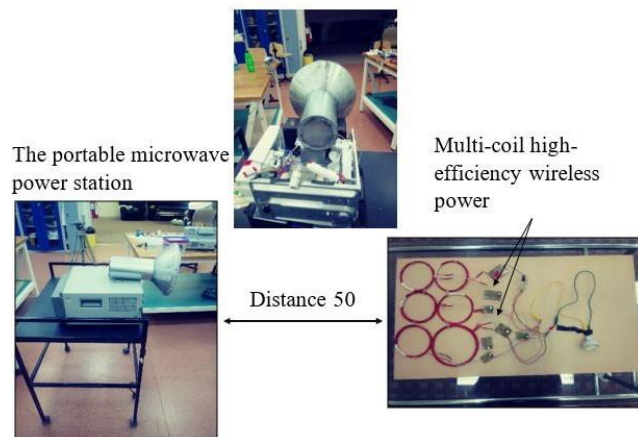 The portable microwave
power station
Multi-coil high-
efficiency wireless
power
Distance 50